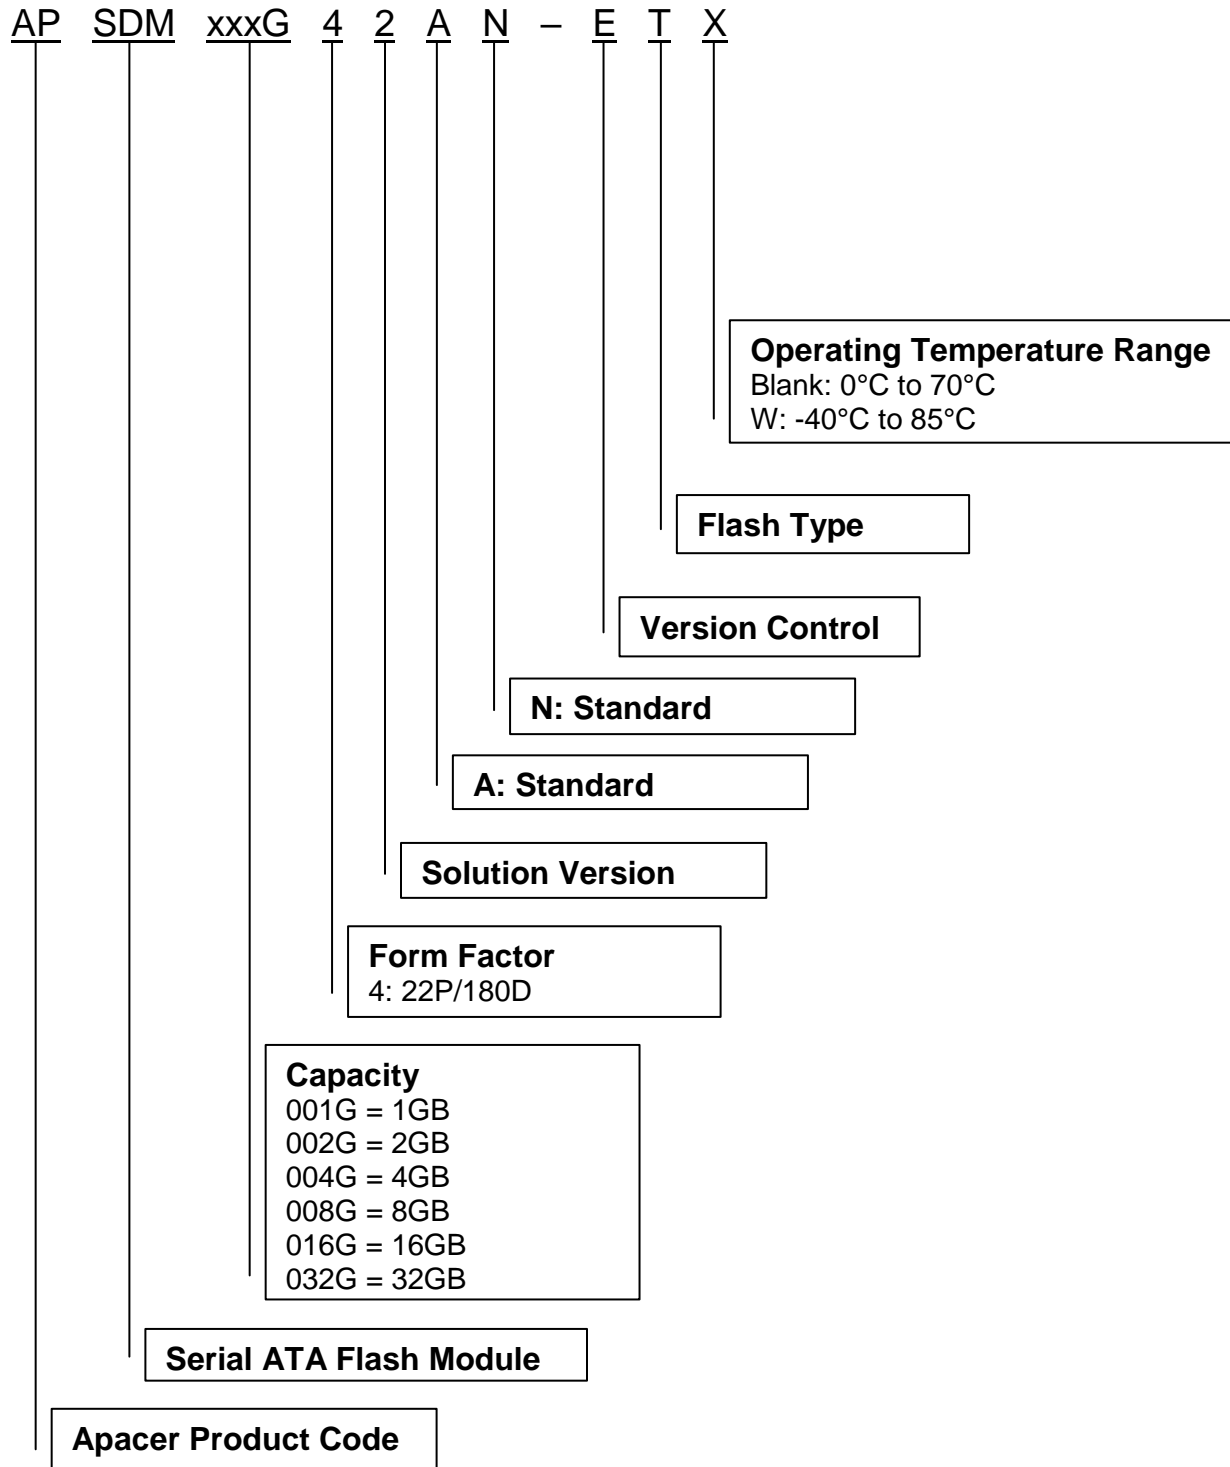 AP SDM xxxG 4 2 A N – E T X
Operating Temperature Range
Blank: 0°C to 70°C
W: -40°C to 85°C
Flash Type
Version Control
N: Standard
A: Standard
Solution Version
Form Factor
4: 22P/180D
Capacity
001G = 1GB
002G = 2GB
004G = 4GB
008G = 8GB
016G = 16GB
032G = 32GB
Serial ATA Flash Module
Apacer Product Code